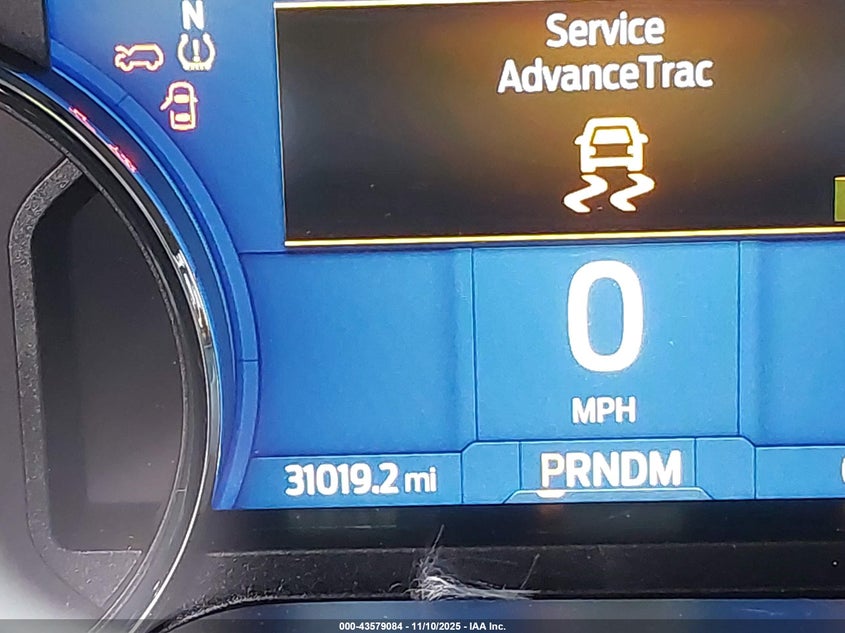 N
Service
AdvanceTrac
0
MPH
31019.2 mi
PRNDM
000-43579084 - 11/10/2025 - IAA Inc.